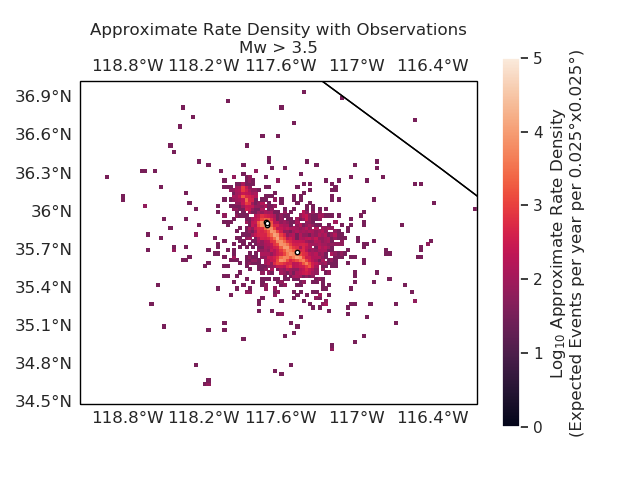 Approximate Rate Density with Observations
Mw > 3.5
118.8°W 118.2°W 117.6°W 117°W 116.4°W
36.9°N
36.6°N
36.3°N
36°N
35.7°N
35.4°N
35.1°N
34.8°N
34.5°N
118.8°W 118.2°W 117.6°W 117°W 116.4°W
5
4
3
2
1
0
Log₁₀ Approximate Rate Density
(Expected Events per year per 0.025°x0.025°)